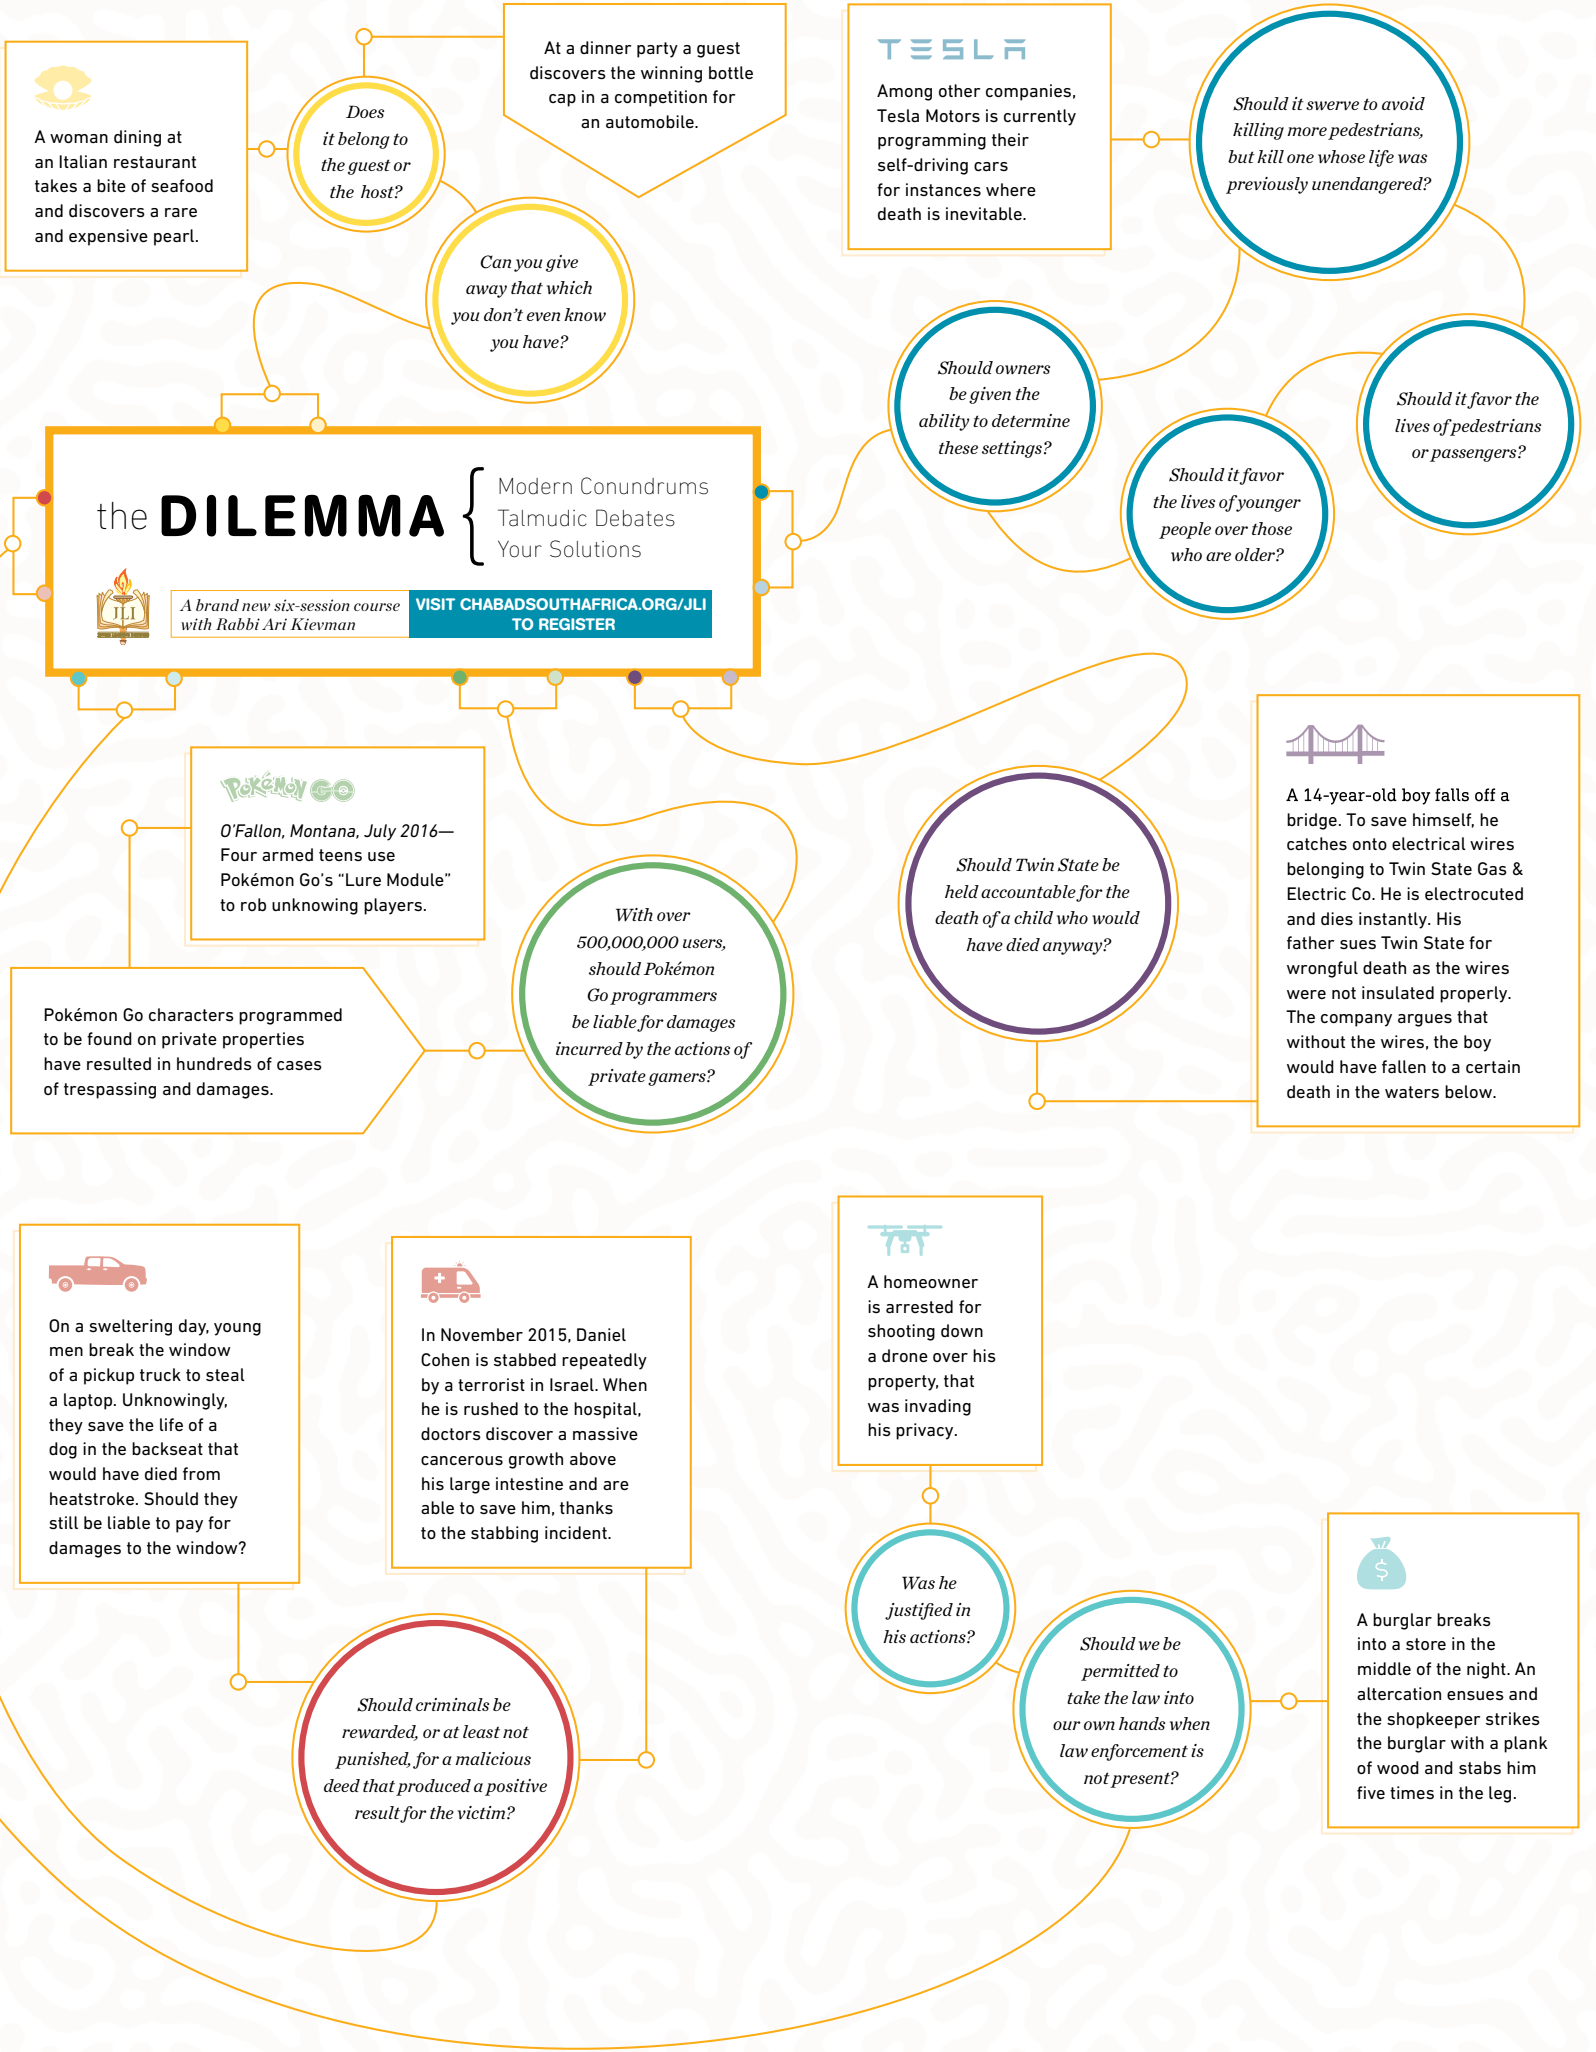 A woman dining at
an Italian restaurant
takes a bite of seafood
and discovers a rare
and expensive pearl.
Does
it belong to
the guest or
the host?
At a dinner party a guest
discovers the winning bottle
cap in a competition for
an automobile.
Can you give
away that which
you don't even know
you have?
TESLA
Among other companies,
Tesla Motors is currently
programming their
self-driving cars
for instances where
death is inevitable.
Should it swerve to avoid
killing more pedestrians,
but kill one whose life was
previously unendangered?
Should owners
be given the
ability to determine
these settings?
Should it favor
the lives of younger
people over those
who are older?
Should it favor the
lives of pedestrians
or passengers?
the DILEMMA
Modern Conundrums
Talmudic Debates
Your Solutions
JLI
A brand new six-session course
with Rabbi Ari Kievman
VISIT CHABADSOUTHAFRICA.ORG/JLI
TO REGISTER
POKÉMON GO
O'Fallon, Montana, July 2016—
Four armed teens use
Pokémon Go's “Lure Module”
to rob unknowing players.
Pokémon Go characters programmed
to be found on private properties
have resulted in hundreds of cases
of trespassing and damages.
With over
500,000,000 users,
should Pokémon
Go programmers
be liable for damages
incurred by the actions of
private gamers?
Should Twin State be
held accountable for the
death of a child who would
have died anyway?
A 14-year-old boy falls off a
bridge. To save himself, he
catches onto electrical wires
belonging to Twin State Gas &
Electric Co. He is electrocuted
and dies instantly. His
father sues Twin State for
wrongful death as the wires
were not insulated properly.
The company argues that
without the wires, the boy
would have fallen to a certain
death in the waters below.
On a sweltering day, young
men break the window
of a pickup truck to steal
a laptop. Unknowingly,
they save the life of a
dog in the backseat that
would have died from
heatstroke. Should they
still be liable to pay for
damages to the window?
In November 2015, Daniel
Cohen is stabbed repeatedly
by a terrorist in Israel. When
he is rushed to the hospital,
doctors discover a massive
cancerous growth above
his large intestine and are
able to save him, thanks
to the stabbing incident.
Should criminals be
rewarded, or at least not
punished, for a malicious
deed that produced a positive
result for the victim?
A homeowner
is arrested for
shooting down
a drone over his
property, that
was invading
his privacy.
Was he
justified in
his actions?
Should we be
permitted to
take the law into
our own hands when
law enforcement is
not present?
$
A burglar breaks
into a store in the
middle of the night. An
altercation ensues and
the shopkeeper strikes
the burglar with a plank
of wood and stabs him
five times in the leg.